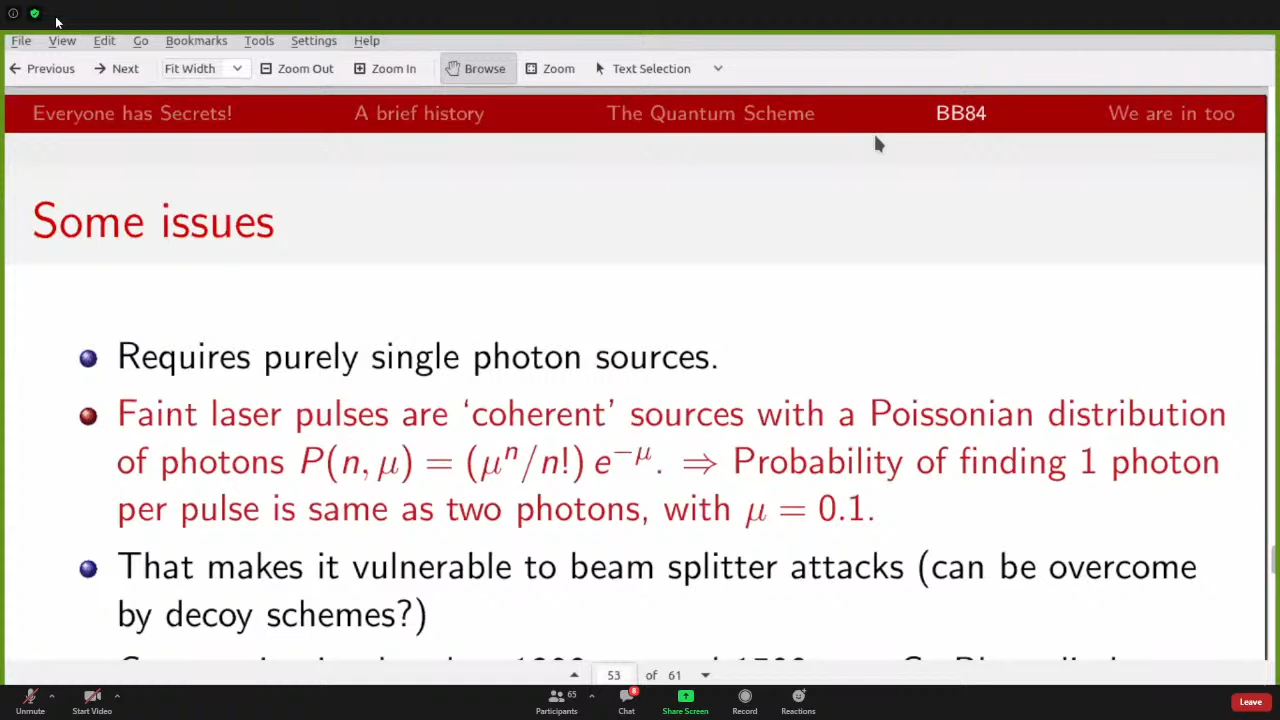 File View Edit Go Bookmarks Tools Settings Help
Previous Next Fit Width Zoom Out Zoom In Browse Zoom Text Selection
Everyone has Secrets! A brief history The Quantum Scheme BB84 We are in too
Some issues
Requires purely single photon sources.
Faint laser pulses are ‘coherent’ sources with a Poissonian distribution
of photons P(n, μ) = (μⁿ/n!) e^{−μ}. ⇒ Probability of finding 1 photon
per pulse is same as two photons, with μ = 0.1.
That makes it vulnerable to beam splitter attacks (can be overcome
by decoy schemes?)
53 of 61
65 8
Unmute Start Video Participants Chat Share Screen Record Reactions Leave